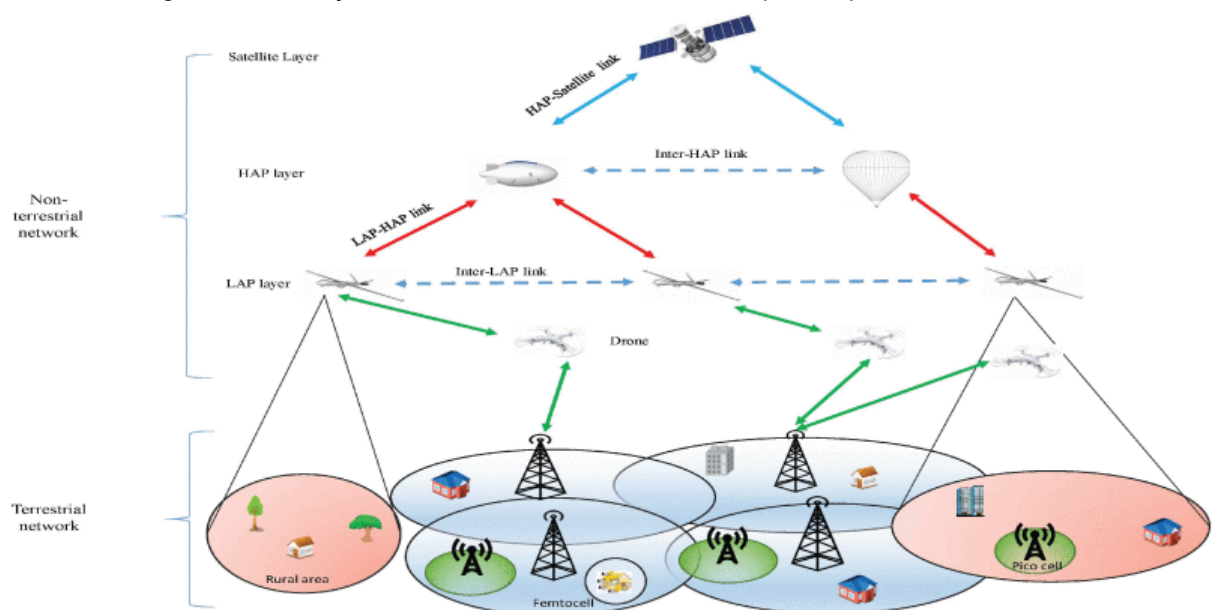 Satellite Layer
HAP-Satellite link
HAP layer
Inter-HAP link
Non-
terrestrial
network
LAP-HAP link
LAP layer
Inter-LAP link
Drone
Terrestrial
network
Rural area
Femtocell
Pico cell